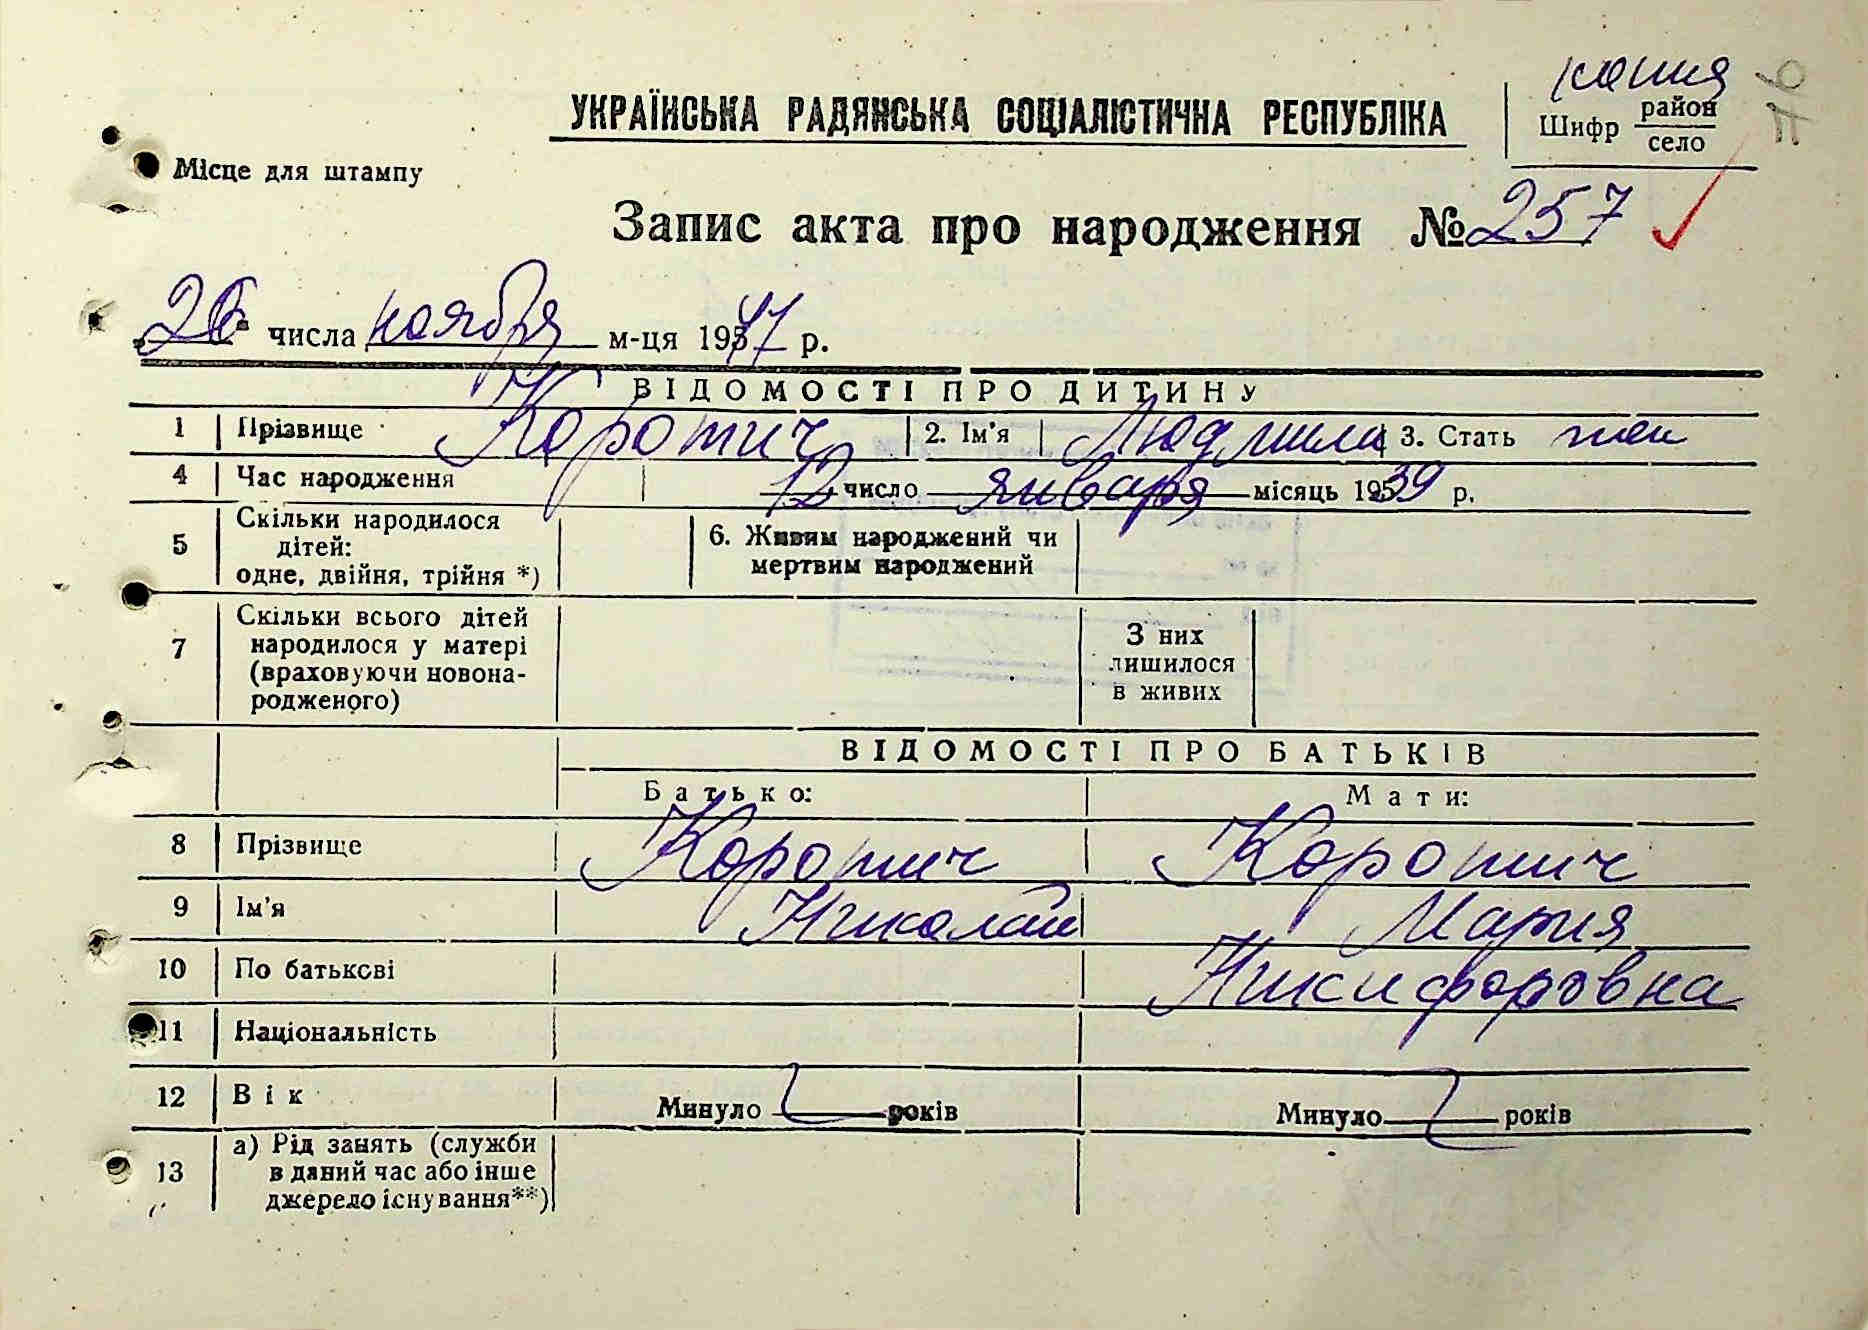 копия
УКРАЇНСЬКА РАДЯНСЬКА СОЦІАЛІСТИЧНА РЕСПУБЛІКА
Шифр район
село
Місце для штампу
Запис акта про народження № 257
„26“ числа ноября м-ця 1947 р.
ВІДОМОСТІ ПРО ДИТИНУ
1 Прізвище Коротич 2. Ім'я Людмила 3. Стать жен
4 Час народження 12 число января місяць 1939 р.
5 Скільки народилося дітей: одне, двійня, трійня *) 6. Живим народжений чи мертвим народжений
7 Скільки всього дітей народилося у матері (враховуючи новонародженого) З них лишилося в живих
ВІДОМОСТІ ПРО БАТЬКІВ
Батько: Мати:
8 Прізвище Коротич Коротич
9 Ім'я Николай Мария
10 По батькові Никифоровна
11 Національність
12 Вік Минуло років Минуло років
13 а) Рід занять (служби в даний час або інше джерело існування**)